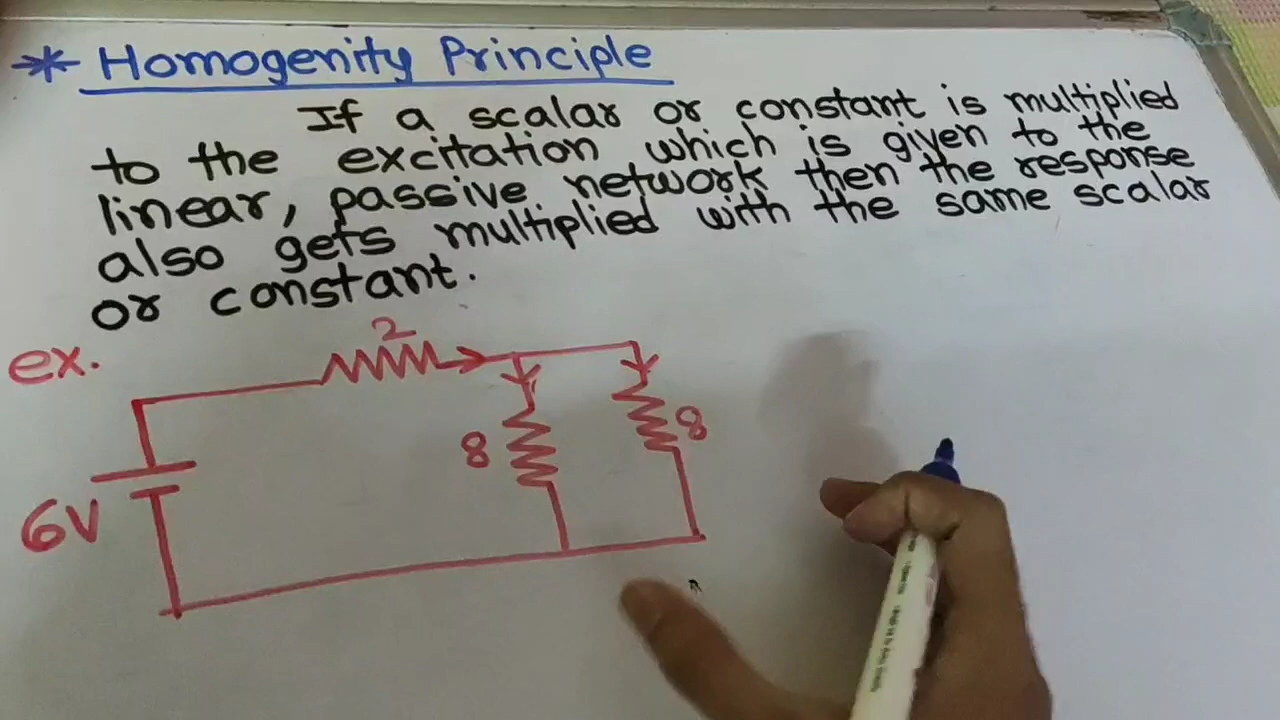 * Homogenity Principle
If a scalar or constant is multiplied
to the excitation which is given to the
linear, passive network then the response
also gets multiplied with the same scalar
or constant.
ex.
2
8
8
6V